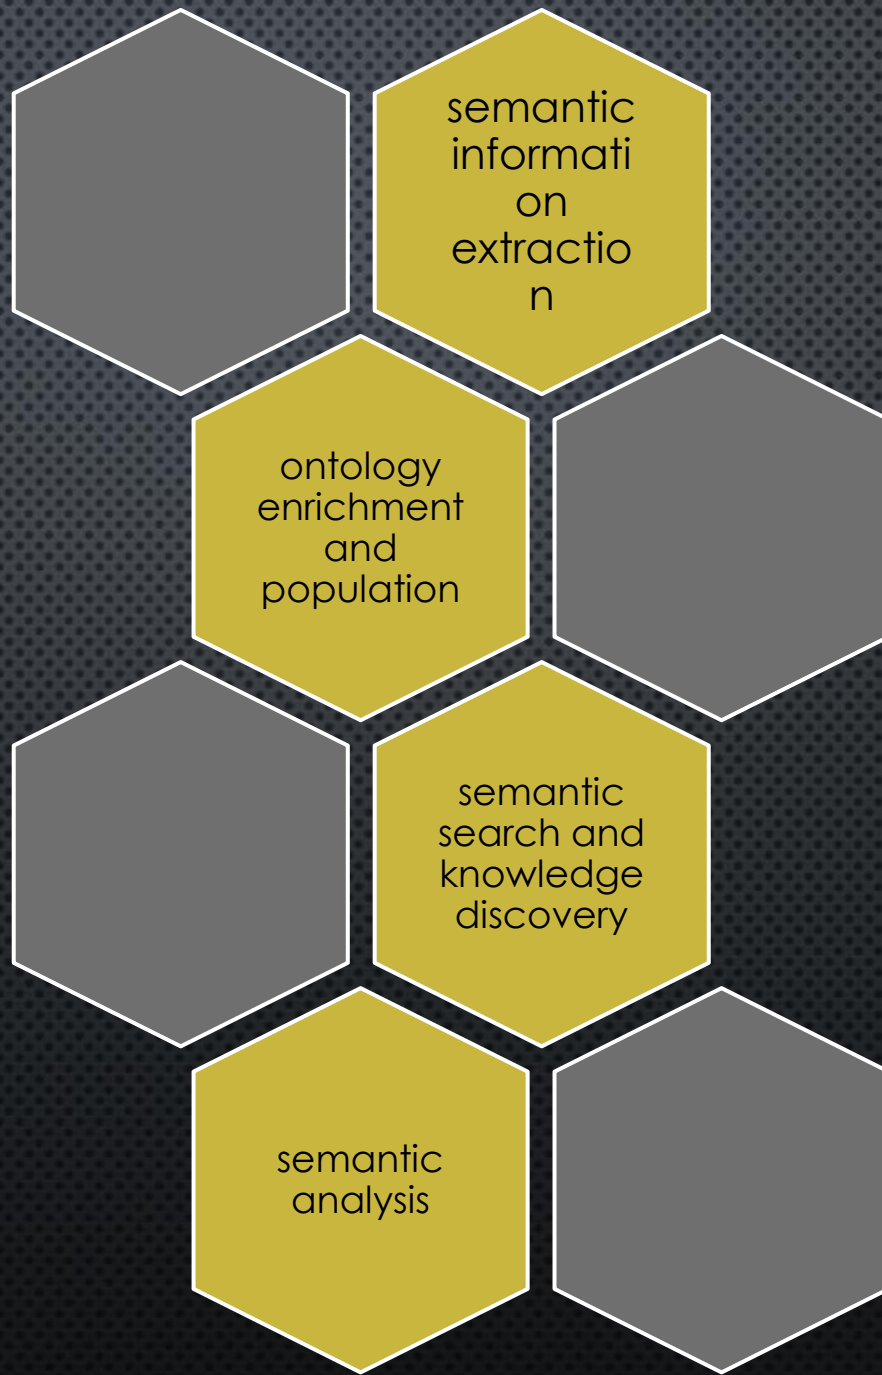 semantic
informati
on
extractio
n
ontology
enrichment
and
population
semantic
search and
knowledge
discovery
semantic
analysis